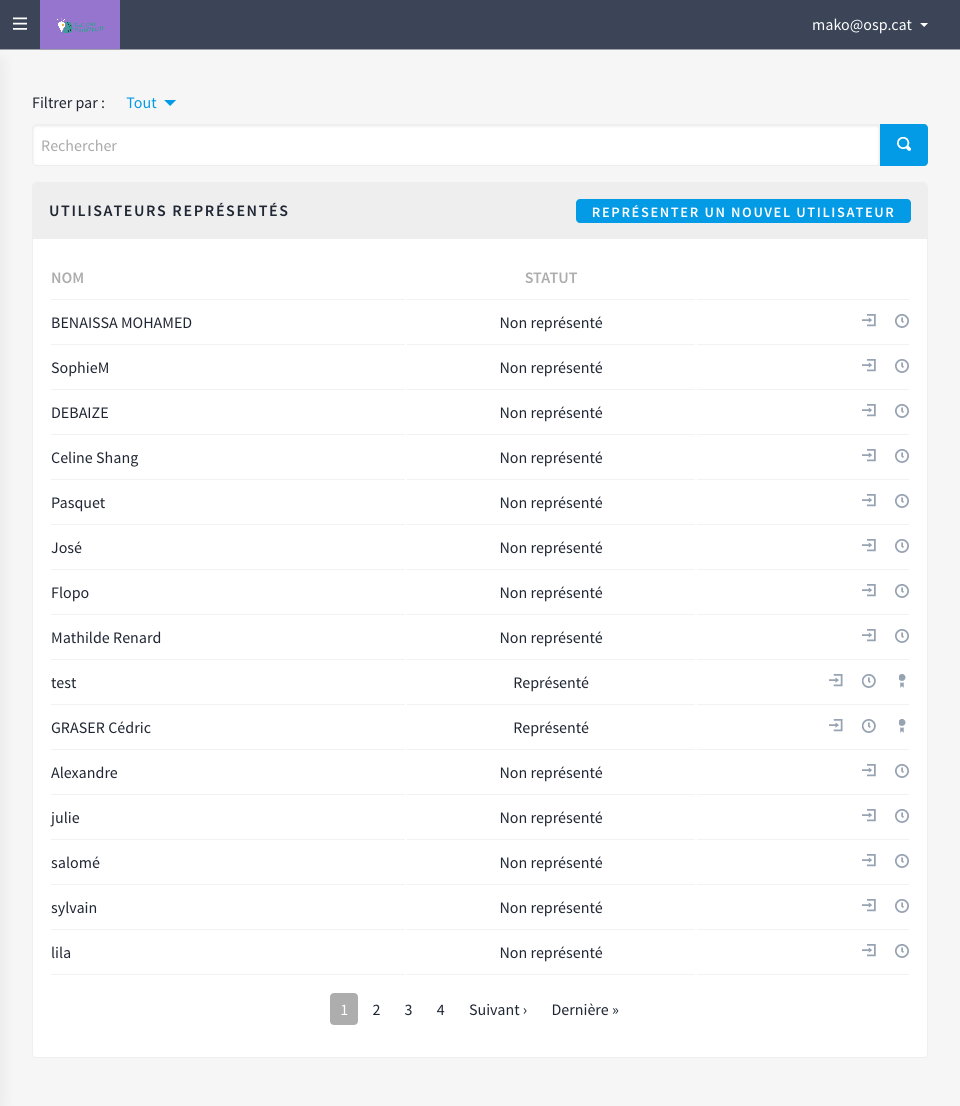 mako@osp.cat
Filtrer par : Tout
Rechercher
UTILISATEURS REPRÉSENTÉS REPRÉSENTER UN NOUVEL UTILISATEUR
NOM STATUT
BENAISSA MOHAMED Non représenté
SophieM Non représenté
DEBAIZE Non représenté
Celine Shang Non représenté
Pasquet Non représenté
José Non représenté
Flopo Non représenté
Mathilde Renard Non représenté
test Représenté
GRASER Cédric Représenté
Alexandre Non représenté
julie Non représenté
salomé Non représenté
sylvain Non représenté
lila Non représenté
1 2 3 4 Suivant › Dernière »